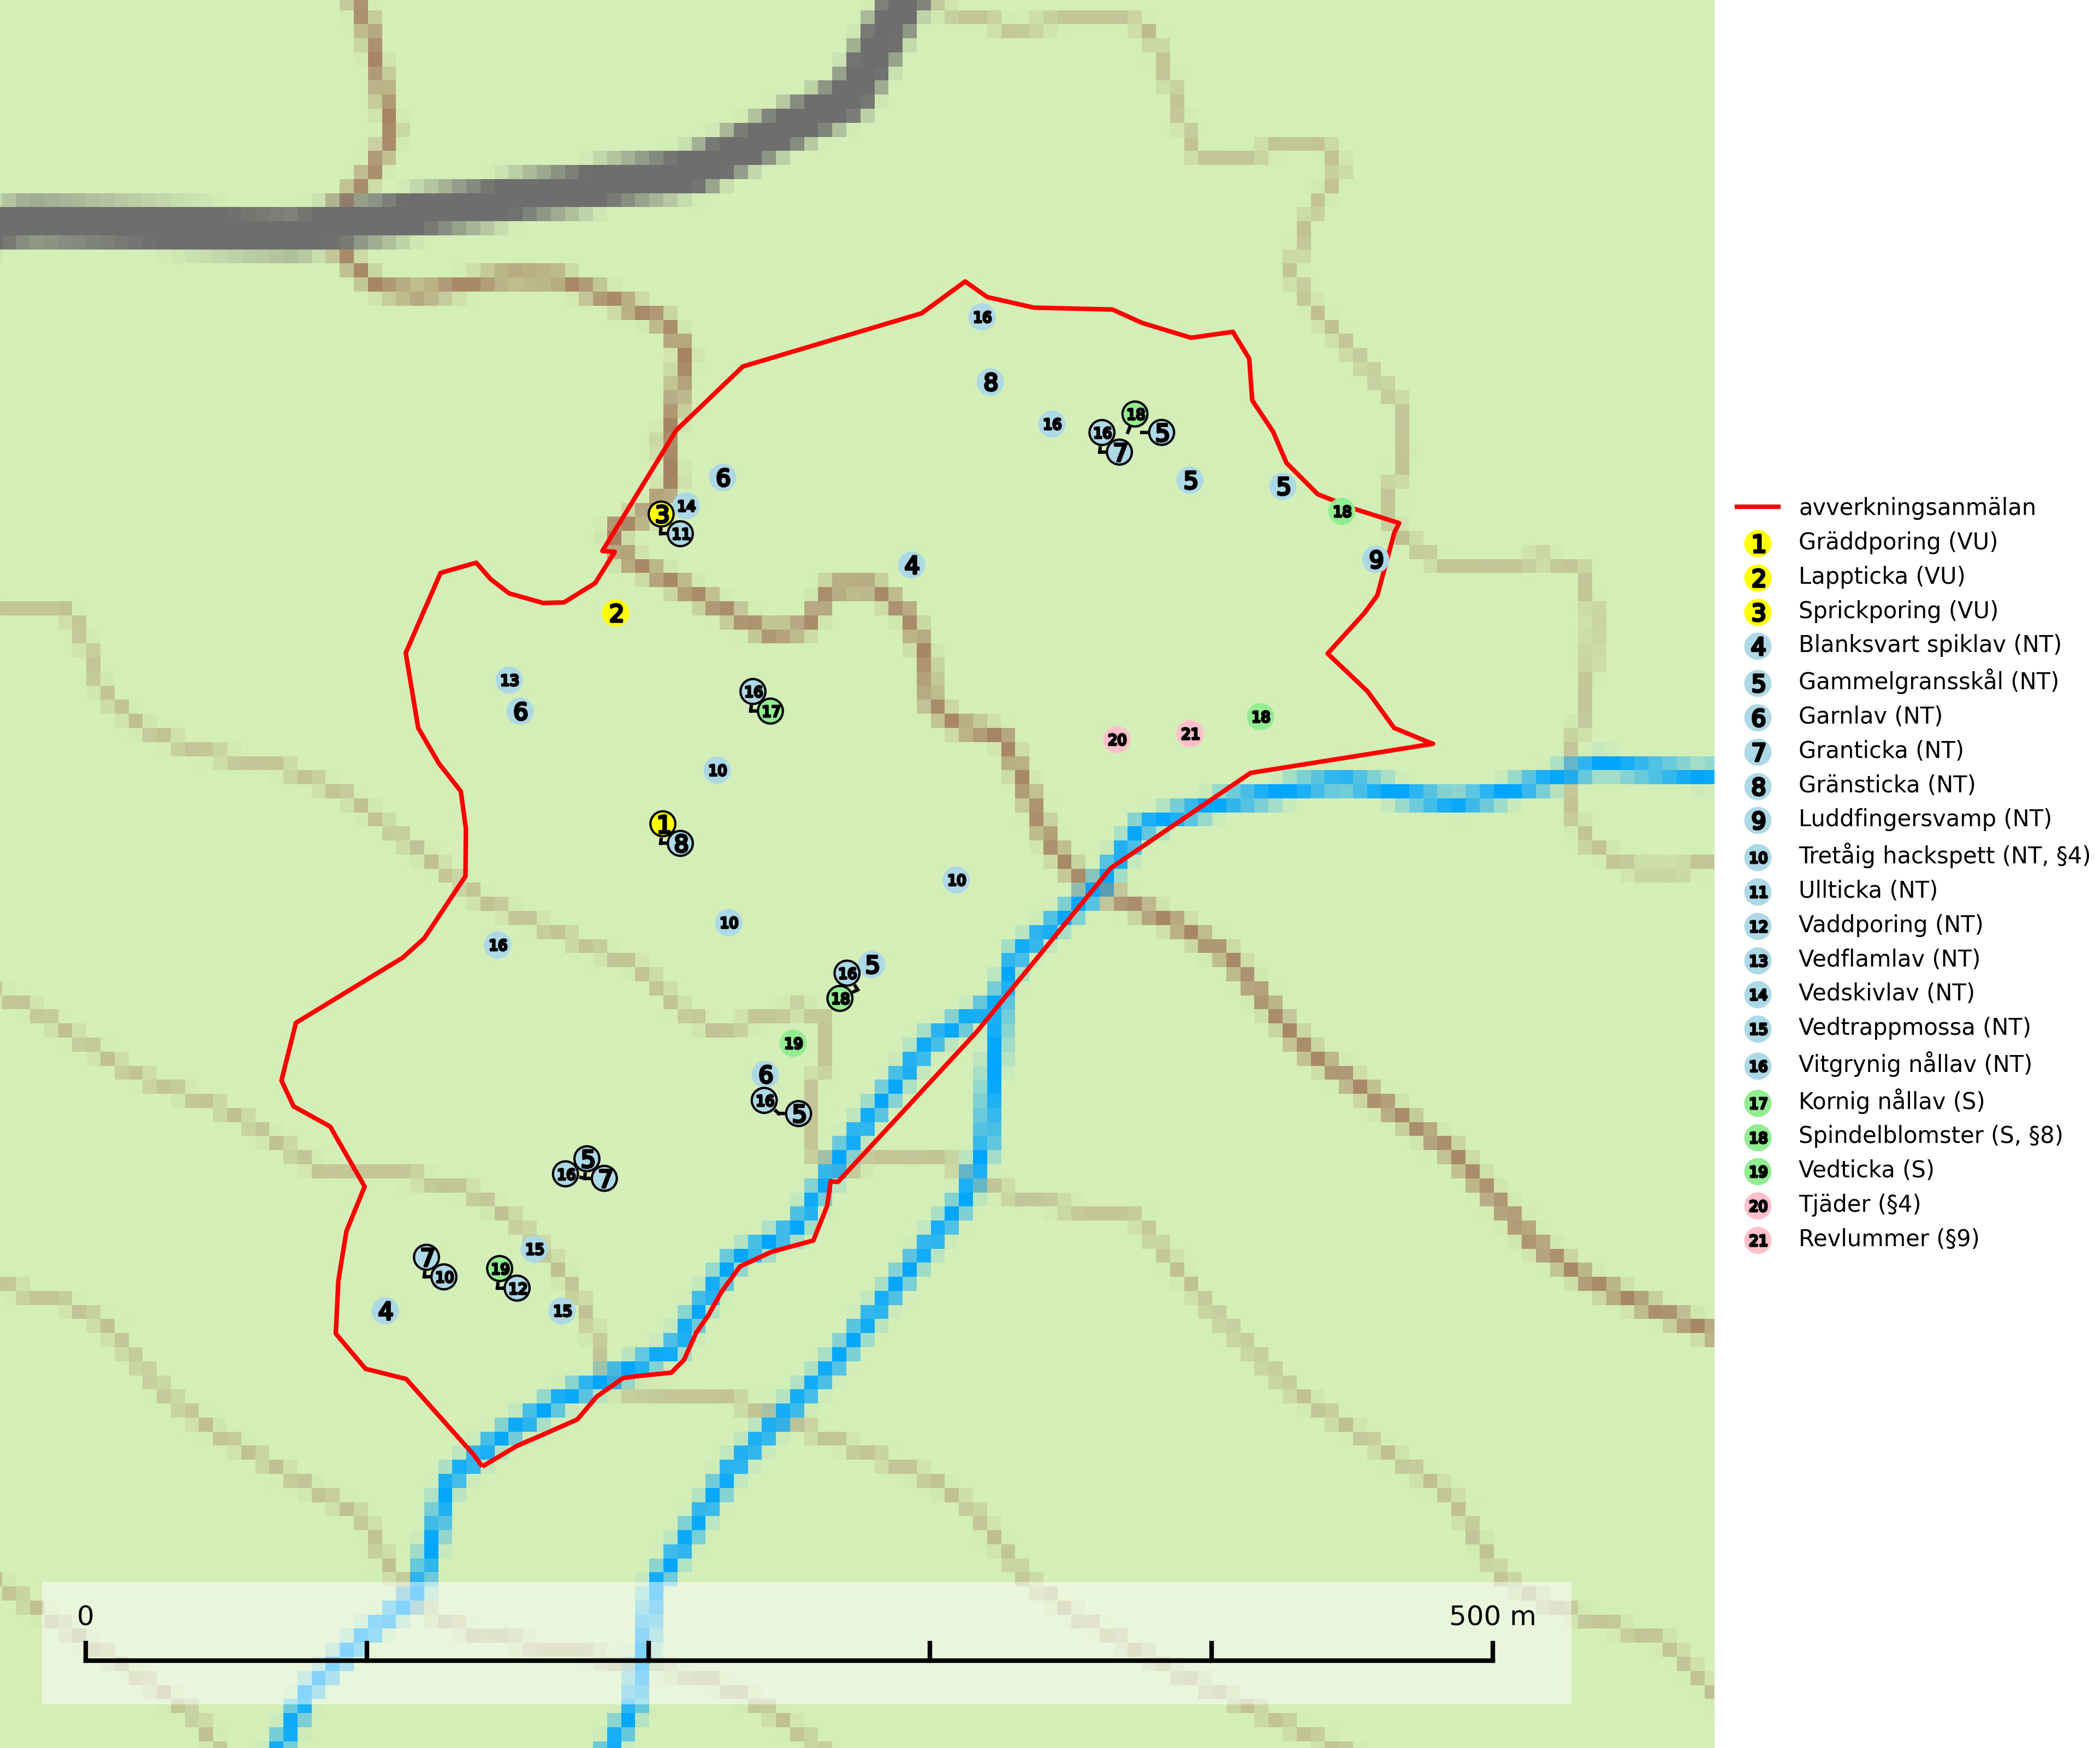 16
8
18
16
16
5
7
6
5
5
14
3
18
11
9
4
2
13
6
16
17
18
21
20
10
1
8
10
10
16
5
16
18
19
6
16
5
5
16
7
15
7
19
10
12
4
15
0
500 m
avverkningsanmälan
1 Gräddporing (VU)
2 Lappticka (VU)
3 Sprickporing (VU)
4 Blanksvart spiklav (NT)
5 Gammelgransskål (NT)
6 Garnlav (NT)
7 Granticka (NT)
8 Gränsticka (NT)
9 Luddfingersvamp (NT)
10 Tretåig hackspett (NT, §4)
11 Ullticka (NT)
12 Vaddporing (NT)
13 Vedflamlav (NT)
14 Vedskivlav (NT)
15 Vedtrappmossa (NT)
16 Vitgrynig nållav (NT)
17 Kornig nållav (S)
18 Spindelblomster (S, §8)
19 Vedticka (S)
20 Tjäder (§4)
21 Revlummer (§9)